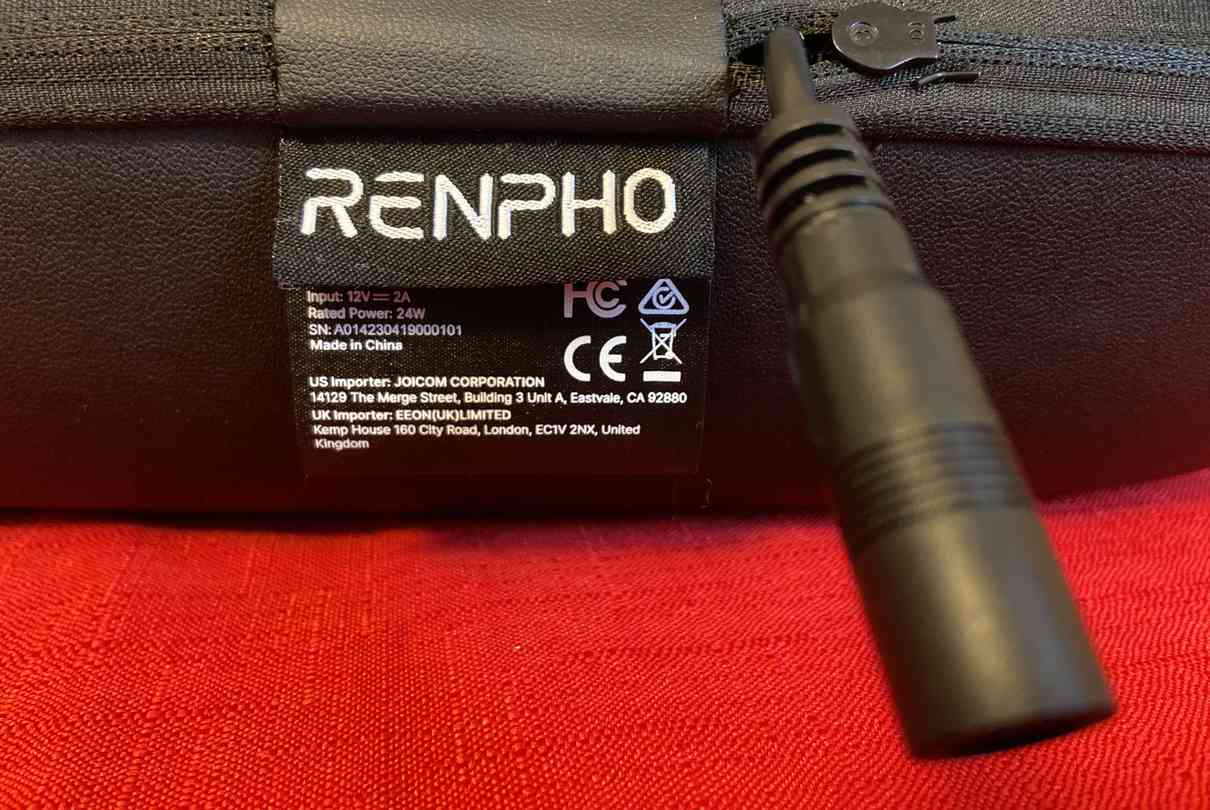 RENPHO
Input: 12V⎓2A
Rated Power: 24W
SN: A014230419000101
Made in China
CE
US Importer: JOICOM CORPORATION
14129 The Merge Street, Building 3 Unit A, Eastvale, CA 92880
UK Importer: EEON(UK)LIMITED
Kemp House 160 City Road, London, EC1V 2NX, United
Kingdom